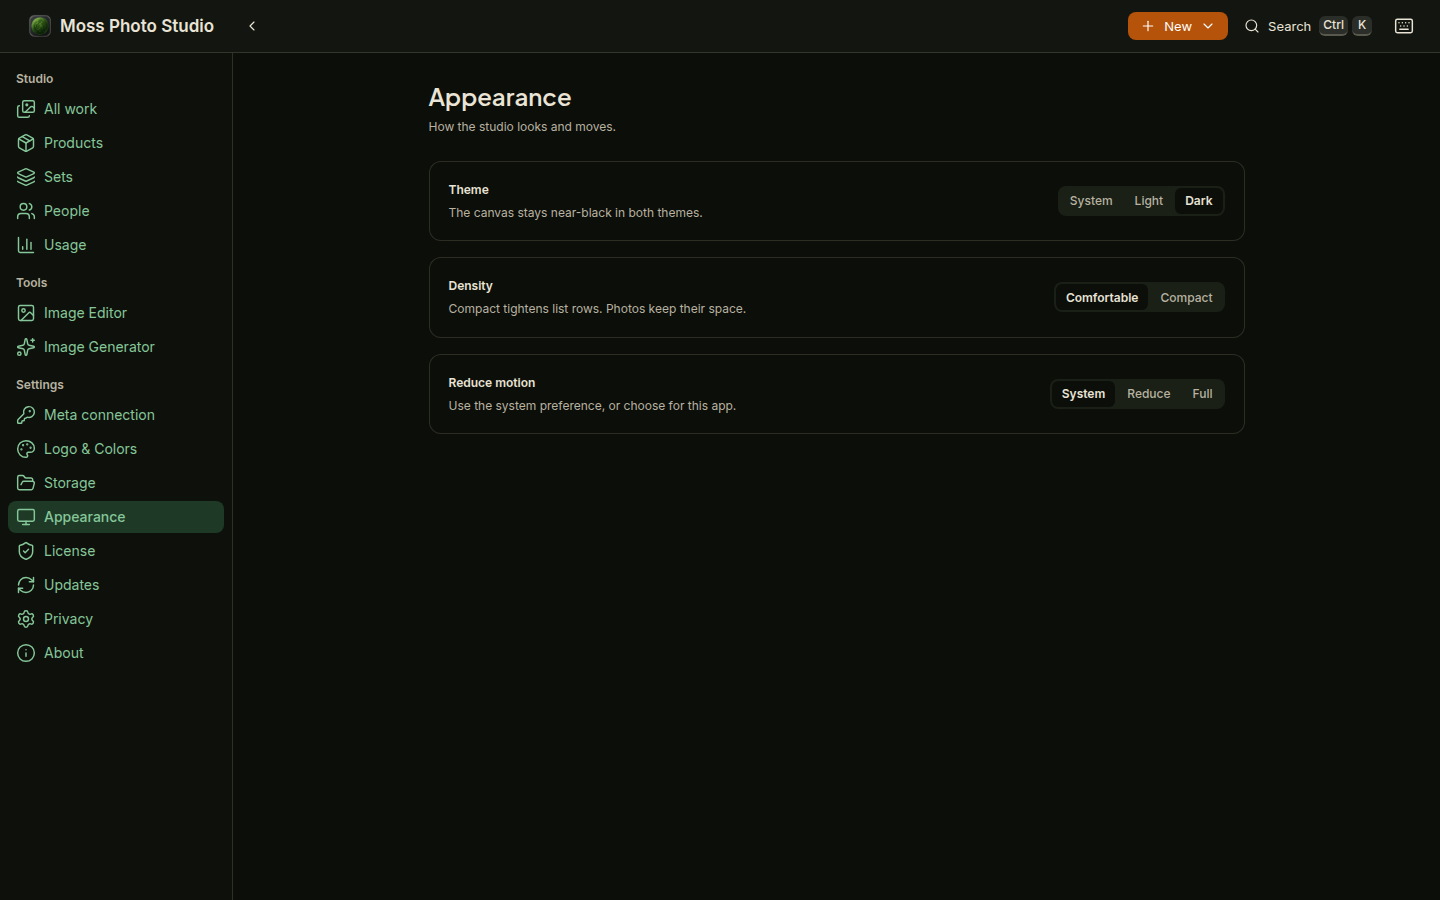 Moss Photo Studio
New
Search Ctrl K
Studio
All work
Products
Sets
People
Usage
Tools
Image Editor
Image Generator
Settings
Meta connection
Logo & Colors
Storage
Appearance
License
Updates
Privacy
About
Appearance
How the studio looks and moves.
Theme
The canvas stays near-black in both themes.
System Light Dark
Density
Compact tightens list rows. Photos keep their space.
Comfortable Compact
Reduce motion
Use the system preference, or choose for this app.
System Reduce Full